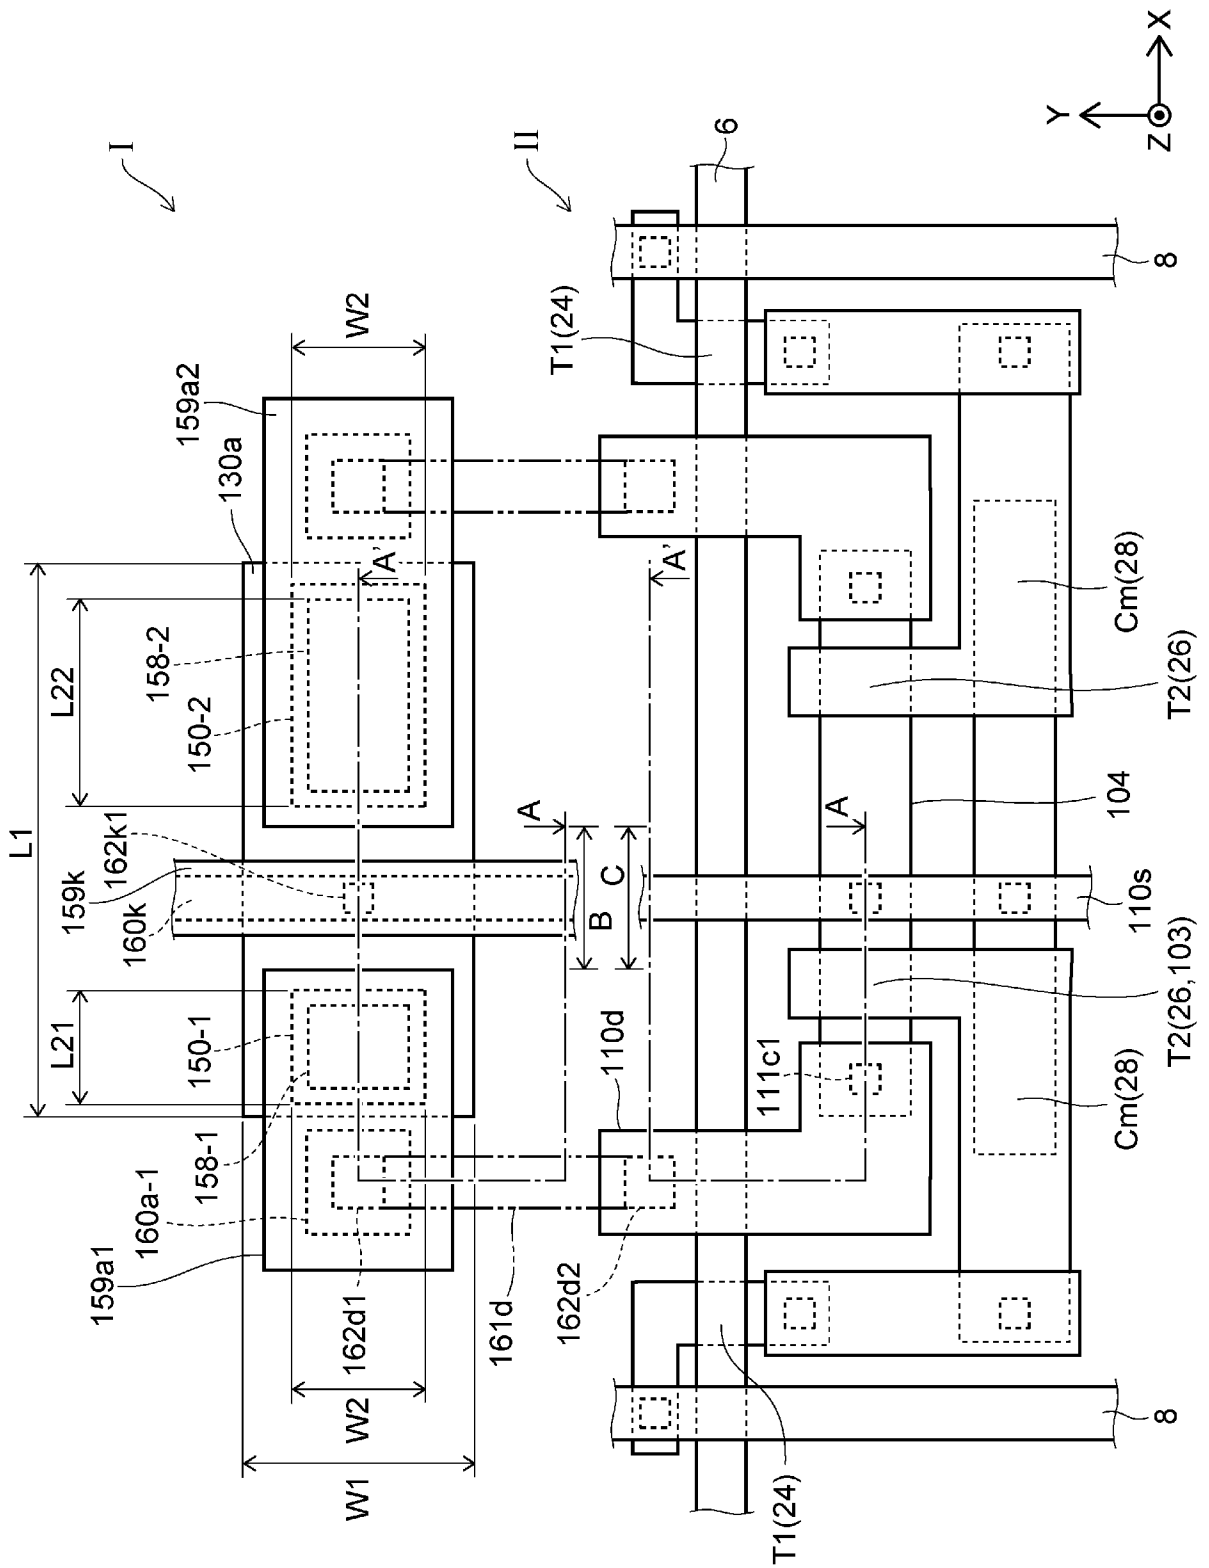 I
II
X
Y
Z
6
8
T1(24)
W2
159a2
130a
A'
A'
L1
L22
158-2
150-2
162k1
159k
160k
A
C
B
A
Cm(28)
T2(26)
104
110s
T2(26,103)
Cm(28)
L21
150-1
158-1
160a-1
159a1
110d
111c1
162d1
161d
162d2
W2
W1
T1(24)
8